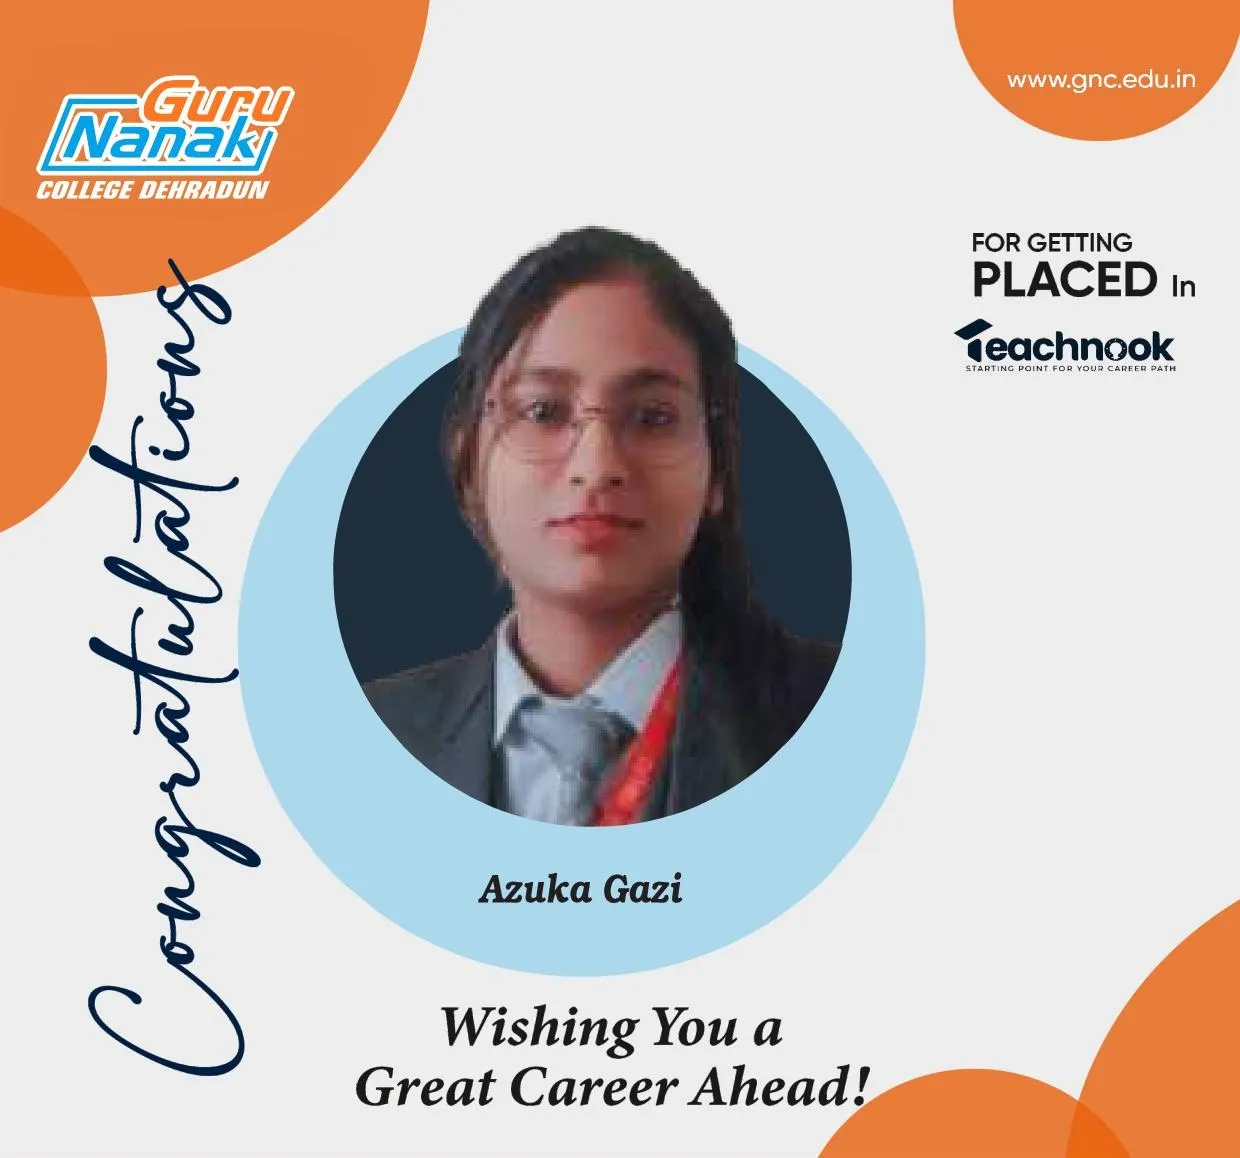 Guru
Nanak
COLLEGE DEHRADUN
www.gnc.edu.in
Congratulations
FOR GETTING
PLACED In
Teachnook
STARTING POINT FOR YOUR CAREER PATH
Azuka Gazi
Wishing You a
Great Career Ahead!